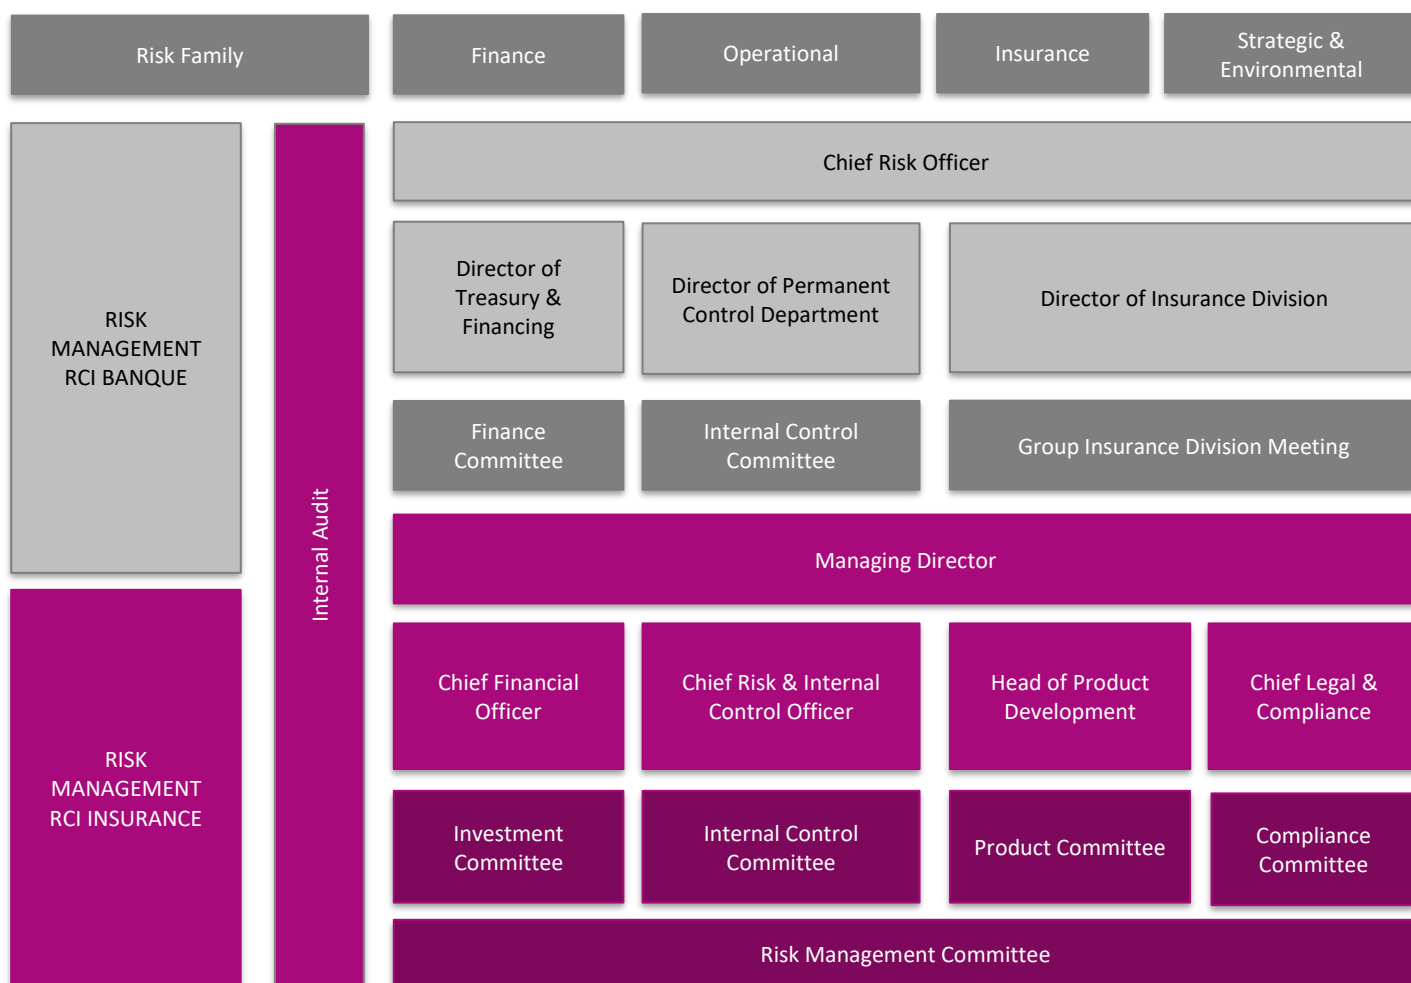 Risk Family
Finance
Operational
Insurance
Strategic &
Environmental
Chief Risk Officer
RISK
MANAGEMENT
RCI BANQUE
Director of
Treasury &
Financing
Director of Permanent
Control Department
Director of Insurance Division
Finance
Committee
Internal Control
Committee
Group Insurance Division Meeting
Internal Audit
Managing Director
RISK
MANAGEMENT
RCI INSURANCE
Chief Financial
Officer
Chief Risk & Internal
Control Officer
Head of Product
Development
Chief Legal &
Compliance
Investment
Committee
Internal Control
Committee
Product Committee
Compliance
Committee
Risk Management Committee